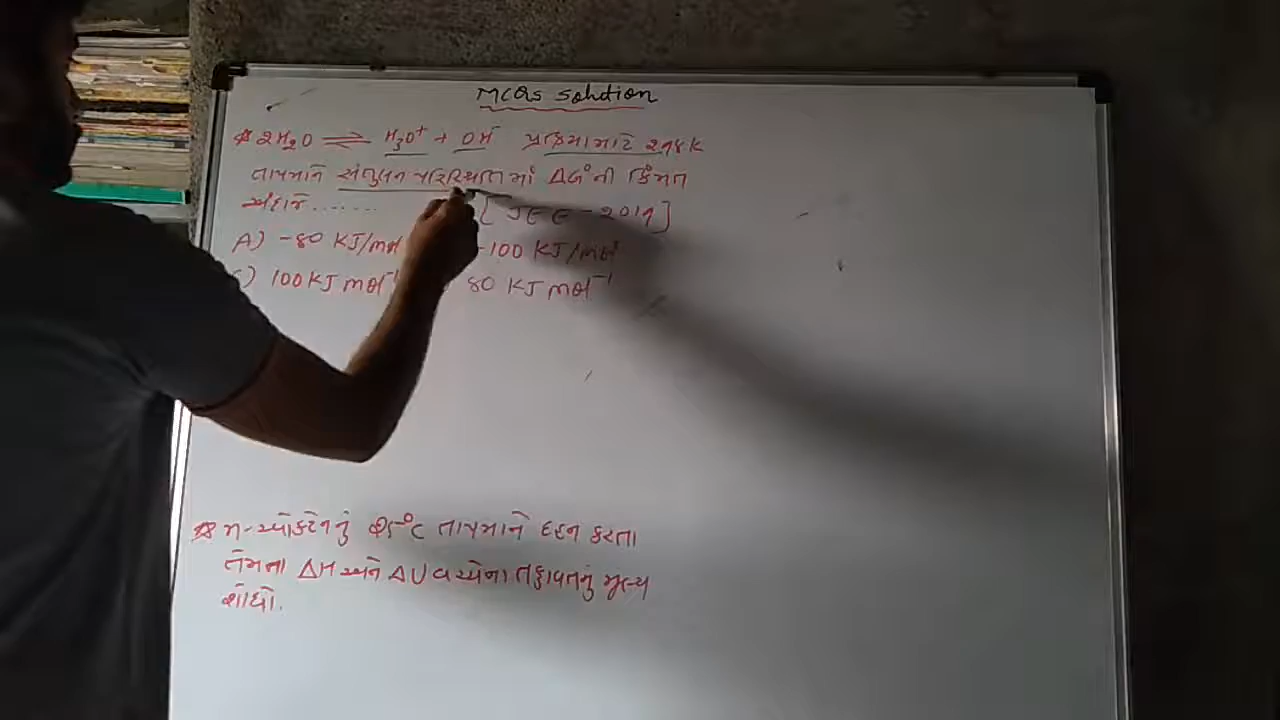 MCQs solution
* 2H₂O ⇌ H₃O⁺ + OH⁻ પ્રક્રિયા માટે 298K
તાપમાને સંતુલન પરિસ્થિતિમાં ΔG° ની કિંમત
[JEE-2019]
A) -80 KJ/mol -100 KJ/mol
C) 100 KJ mol⁻¹ 80 KJ mol⁻¹
* n-ઓક્ટેનનું 25°C તાપમાને દહન કરતા
તેમના ΔH અને ΔU વચ્ચેના તફાવતનું મૂલ્ય
શોધો.